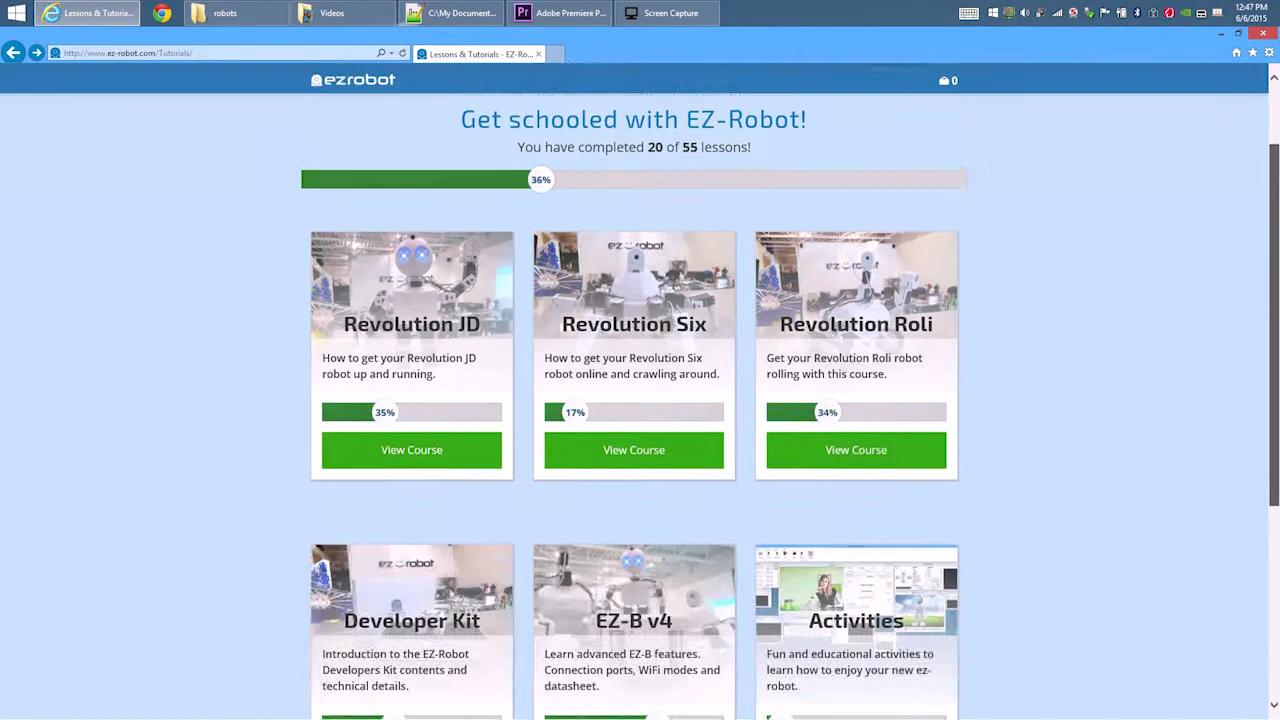 Lessons & Tutoria...
robots
Videos
C:\My Document...
Pr
Adobe Premiere P...
Screen Capture
12:47 PM
6/6/2015
http://www.ez-robot.com/Tutorials/
Lessons & Tutorials - EZ-Ro...
ezrobot
0
Get schooled with EZ-Robot!
You have completed 20 of 55 lessons!
36%
Revolution JD
How to get your Revolution JD
robot up and running.
35%
View Course
ezrobot
Revolution Six
How to get your Revolution Six
robot online and crawling around.
17%
View Course
Revolution Roli
Get your Revolution Roli robot
rolling with this course.
34%
View Course
ezrobot
Developer Kit
Introduction to the EZ-Robot
Developers Kit contents and
technical details.
EZ-B v4
Learn advanced EZ-B features.
Connection ports, WiFi modes and
datasheet.
Activities
Fun and educational activities to
learn how to enjoy your new ez-
robot.